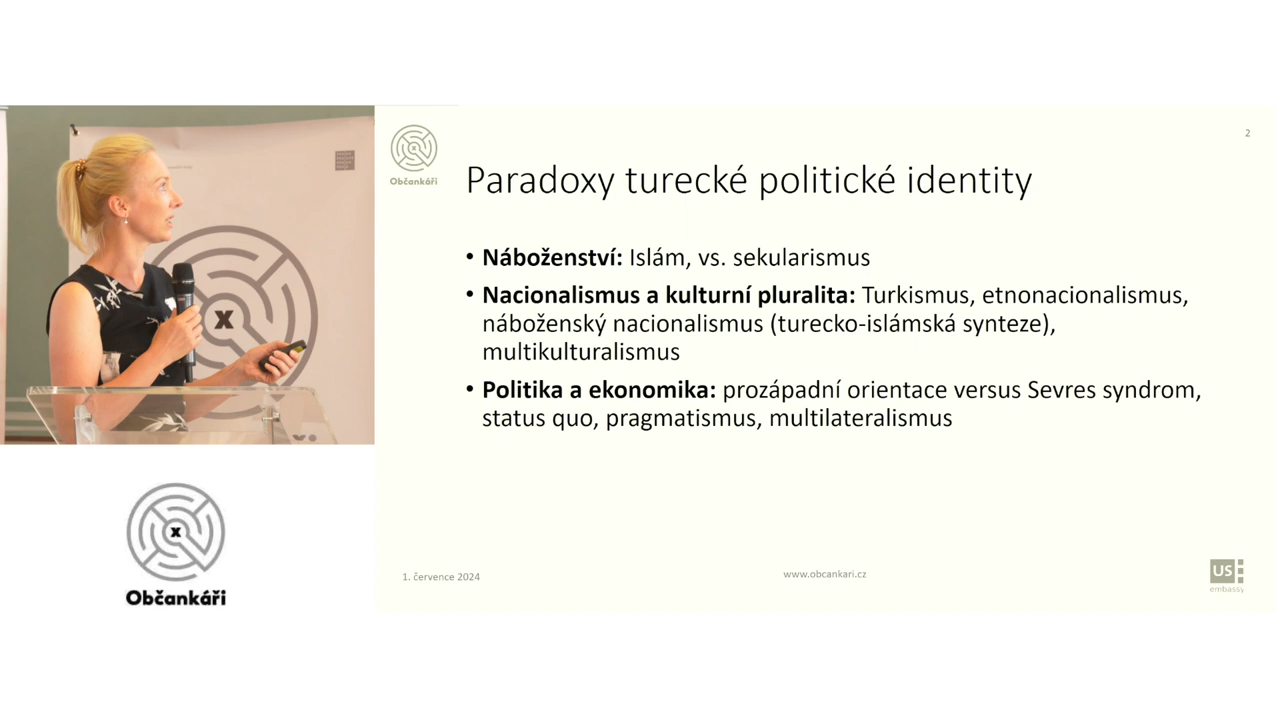 Občankáři
2
Paradoxy turecké politické identity
• Náboženství: Islám, vs. sekularismus
• Nacionalismus a kulturní pluralita: Turkismus, etnonacionalismus,
náboženský nacionalismus (turecko-islámská synteze),
multikulturalismus
• Politika a ekonomika: prozápadní orientace versus Sevres syndrom,
status quo, pragmatismus, multilateralismus
x
Občankáři
1. července 2024
www.obcankari.cz
US
embassy